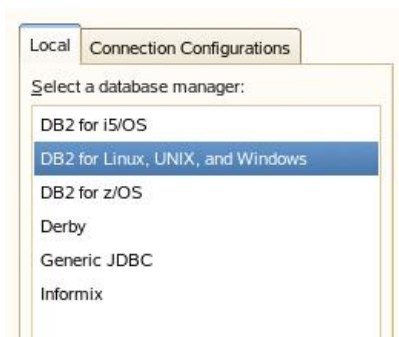 Local Connection Configurations
Select a database manager:
DB2 for i5/OS
DB2 for Linux, UNIX, and Windows
DB2 for z/OS
Derby
Generic JDBC
Informix